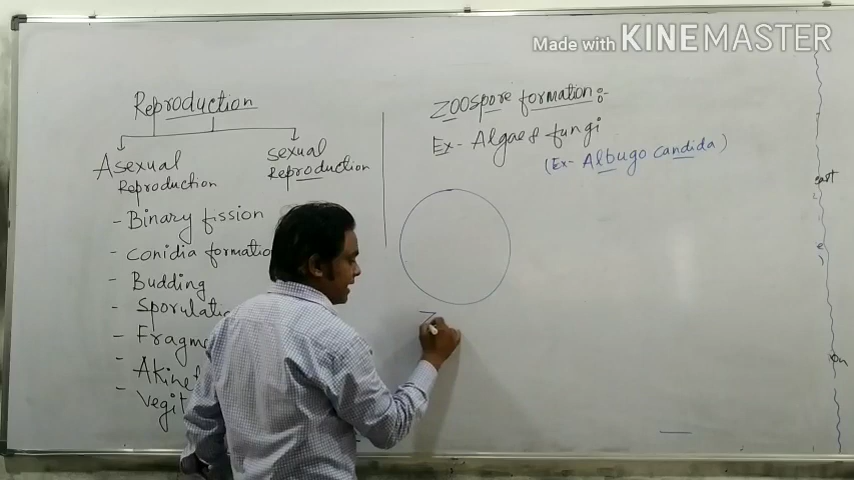 Made with KINEMASTER
Reproduction
Asexual
Reproduction
sexual
Reproduction
- Binary fission
- conidia formatio
- Budding
- Sporulati
- Fragm
- Akine
- Vegit
Zoospore formation :-
Ex - Algae & fungi
(Ex - Albugo candida)
Z